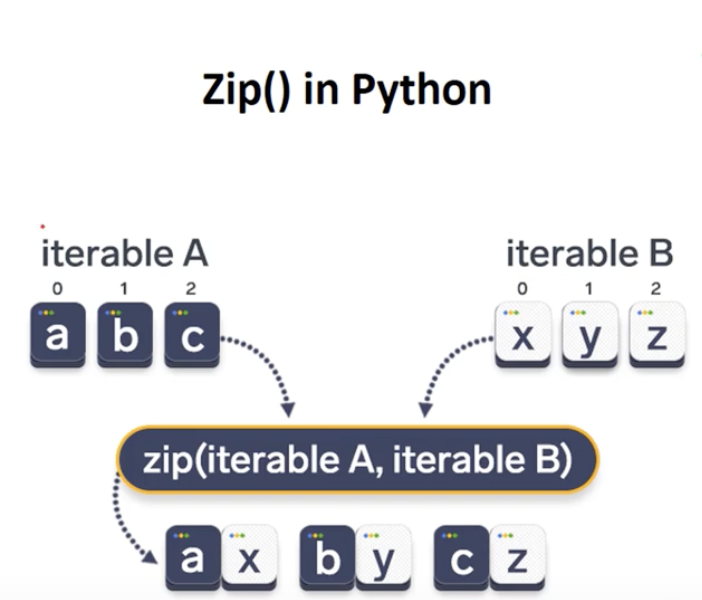 Zip() in Python
iterable A
0 1 2
a b c
iterable B
0 1 2
x y z
zip(iterable A, iterable B)
a x b y c z